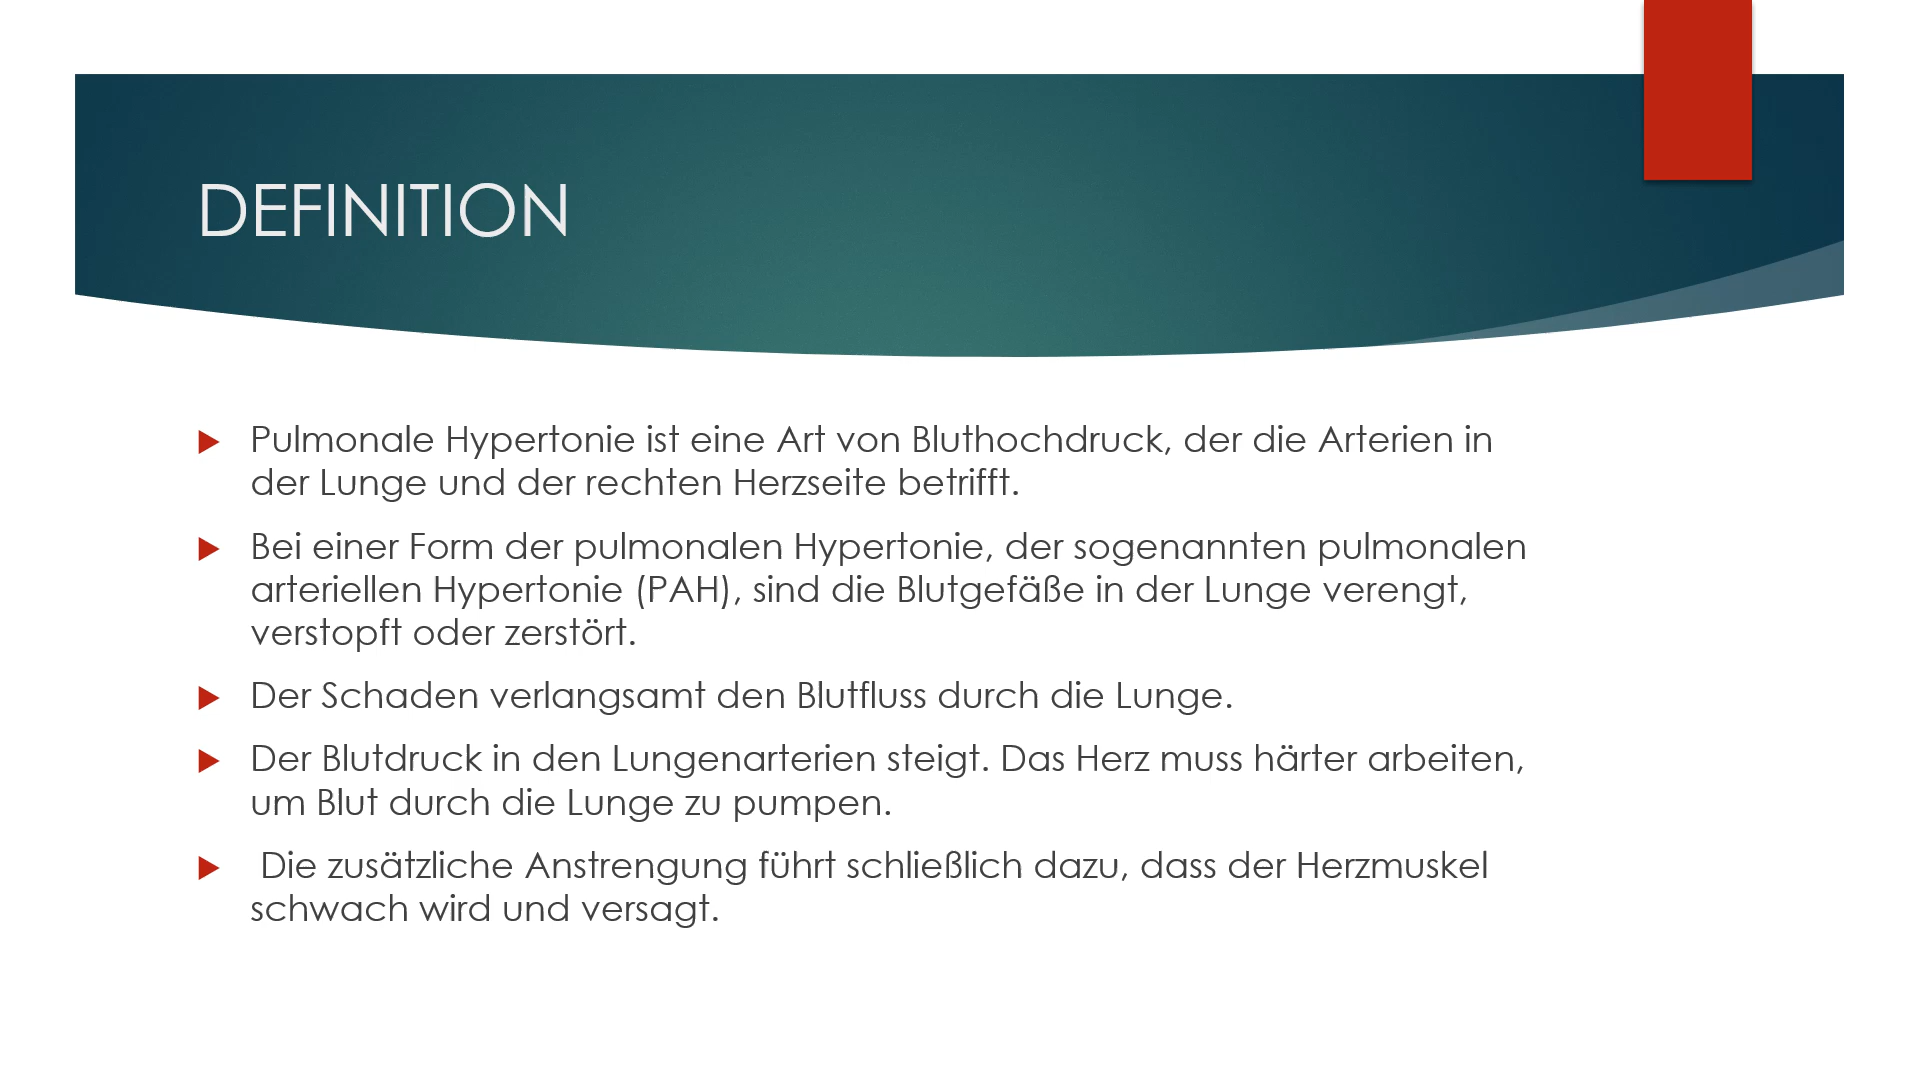 DEFINITION
Pulmonale Hypertonie ist eine Art von Bluthochdruck, der die Arterien in
der Lunge und der rechten Herzseite betrifft.
Bei einer Form der pulmonalen Hypertonie, der sogenannten pulmonalen
arteriellen Hypertonie (PAH), sind die Blutgefäße in der Lunge verengt,
verstopft oder zerstört.
Der Schaden verlangsamt den Blutfluss durch die Lunge.
Der Blutdruck in den Lungenarterien steigt. Das Herz muss härter arbeiten,
um Blut durch die Lunge zu pumpen.
Die zusätzliche Anstrengung führt schließlich dazu, dass der Herzmuskel
schwach wird und versagt.